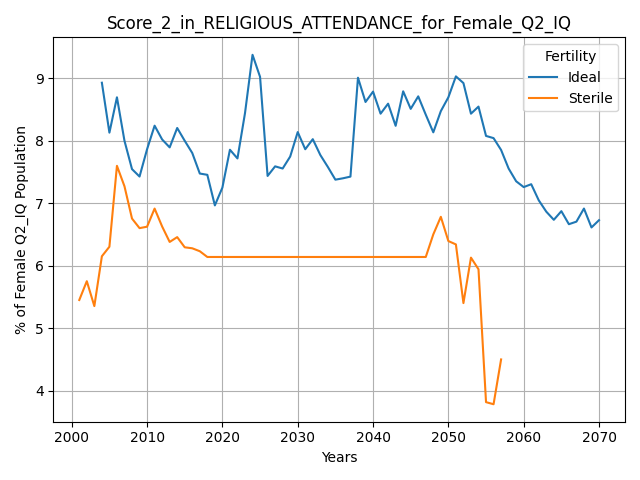 Score_2_in_RELIGIOUS_ATTENDANCE_for_Female_Q2_IQ
Fertility
Ideal
Sterile
% of Female Q2_IQ Population
9
8
7
6
5
4
2000 2010 2020 2030 2040 2050 2060 2070
Years